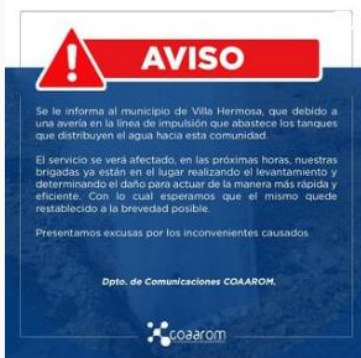 AVISO
Se le informa al municipio de Villa Hermosa, que debido a
una avería en la línea de impulsión que abastece los tanques
que distribuyen el agua hacia esta comunidad.
El servicio se verá afectado, en las próximas horas, nuestras
brigadas ya están en el lugar realizando el levantamiento y
determinando el daño para actuar de la manera más rápida y
eficiente. Con lo cual esperamos que el mismo quede
restablecido a la brevedad posible.
Presentamos excusas por los inconvenientes causados
Dpto. de Comunicaciones COAAROM.
coaarom